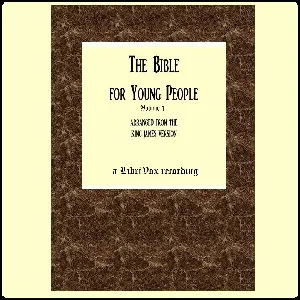 THE BIBLE
FOR YOUNG PEOPLE
Volume 1
ARRANGED FROM THE
KING JAMES VERSION
a LibriVox recording